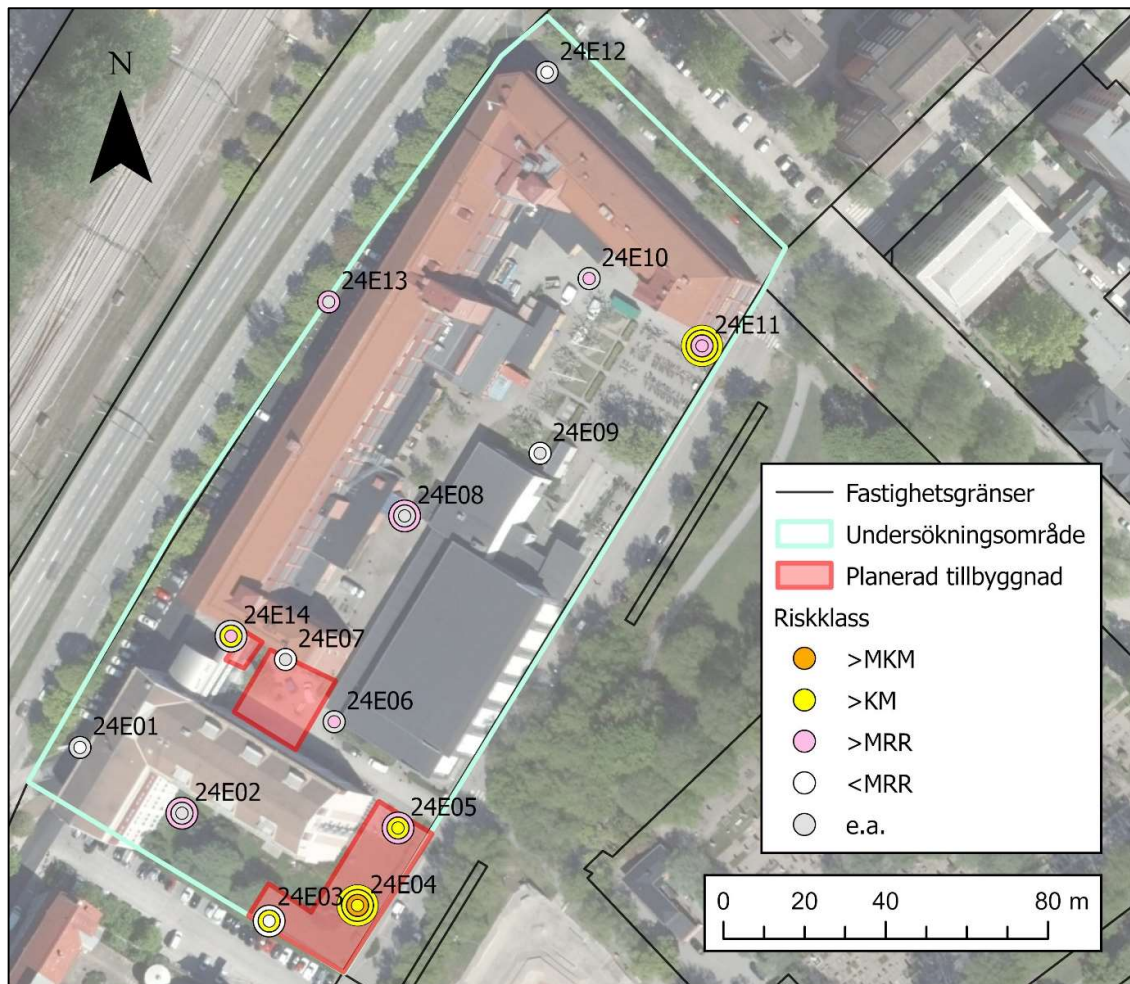 N
24E12
24E10
24E13
24E11
24E09
24E08
24E14
24E07
24E06
24E01
24E02
24E05
24E03
24E04
Fastighetsgränser
Undersökningsområde
Planerad tillbyggnad
Riskklass
>MKM
>KM
>MRR
<MRR
e.a.
0 20 40 80 m